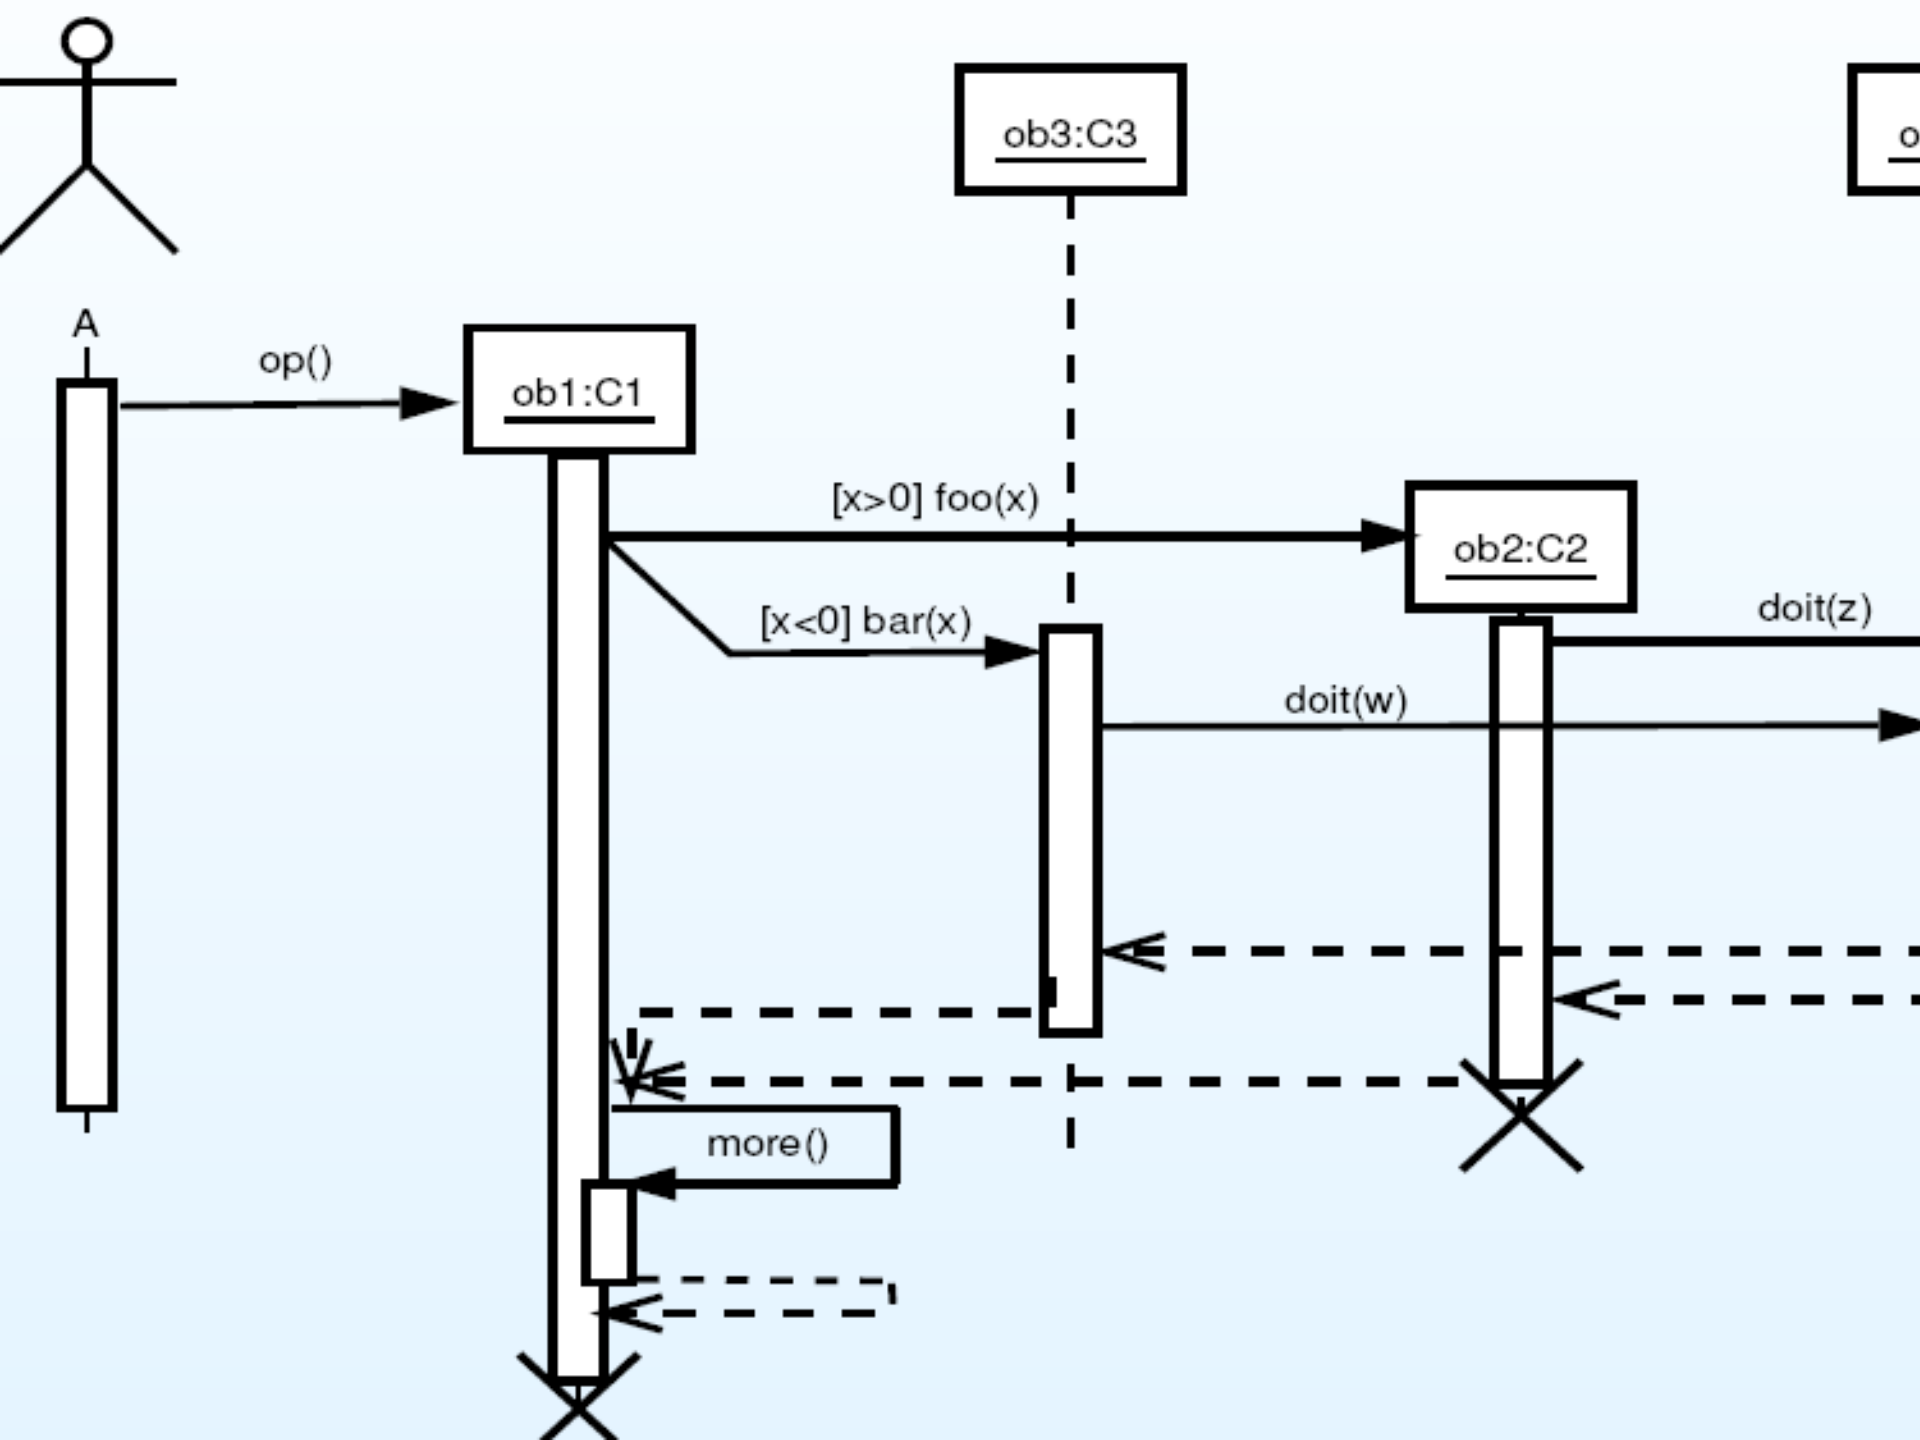 ob3:C3
o
A
op()
ob1:C1
[x>0] foo(x)
ob2:C2
doit(z)
[x<0] bar(x)
doit(w)
more()